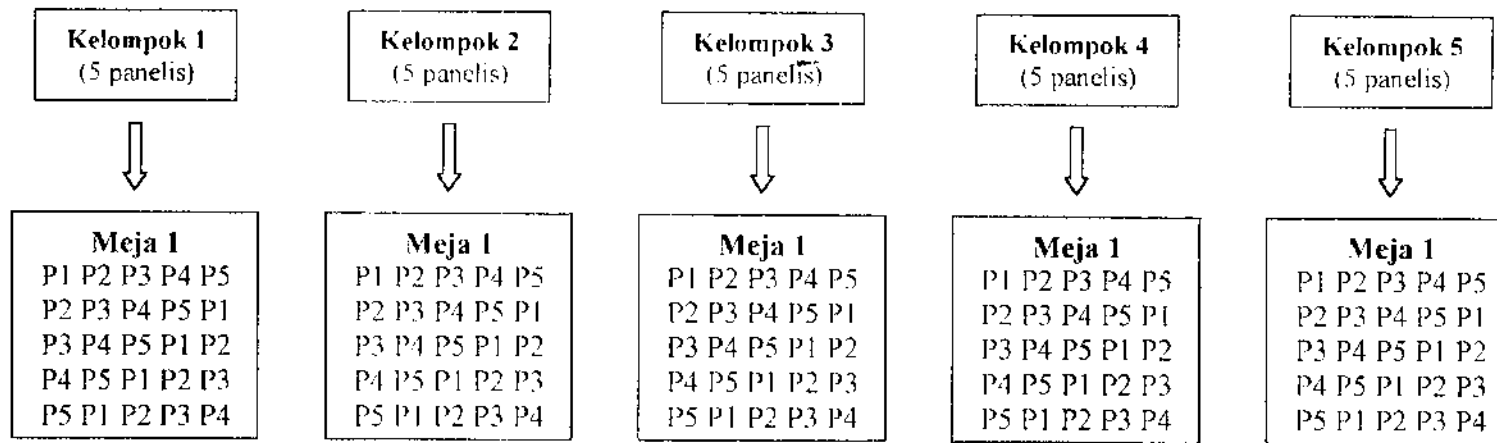 Kelompok 1
(5 panelis)
Kelompok 2
(5 panelis)
Kelompok 3
(5 panelis)
Kelompok 4
(5 panelis)
Kelompok 5
(5 panelis)
Meja 1
P1 P2 P3 P4 P5
P2 P3 P4 P5 P1
P3 P4 P5 P1 P2
P4 P5 P1 P2 P3
P5 P1 P2 P3 P4
Meja 1
P1 P2 P3 P4 P5
P2 P3 P4 P5 P1
P3 P4 P5 P1 P2
P4 P5 P1 P2 P3
P5 P1 P2 P3 P4
Meja 1
P1 P2 P3 P4 P5
P2 P3 P4 P5 P1
P3 P4 P5 P1 P2
P4 P5 P1 P2 P3
P5 P1 P2 P3 P4
Meja 1
P1 P2 P3 P4 P5
P2 P3 P4 P5 P1
P3 P4 P5 P1 P2
P4 P5 P1 P2 P3
P5 P1 P2 P3 P4
Meja 1
P1 P2 P3 P4 P5
P2 P3 P4 P5 P1
P3 P4 P5 P1 P2
P4 P5 P1 P2 P3
P5 P1 P2 P3 P4